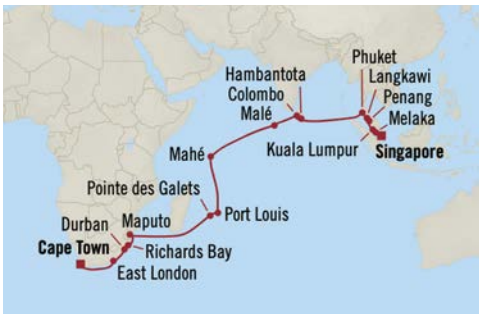 Phuket
Hambantota
Langkawi
Colombo
Penang
Malé
Melaka
Kuala Lumpur
Singapore
Mahé
Pointe des Galets
Port Louis
Durban
Maputo
Cape Town
Richards Bay
East London